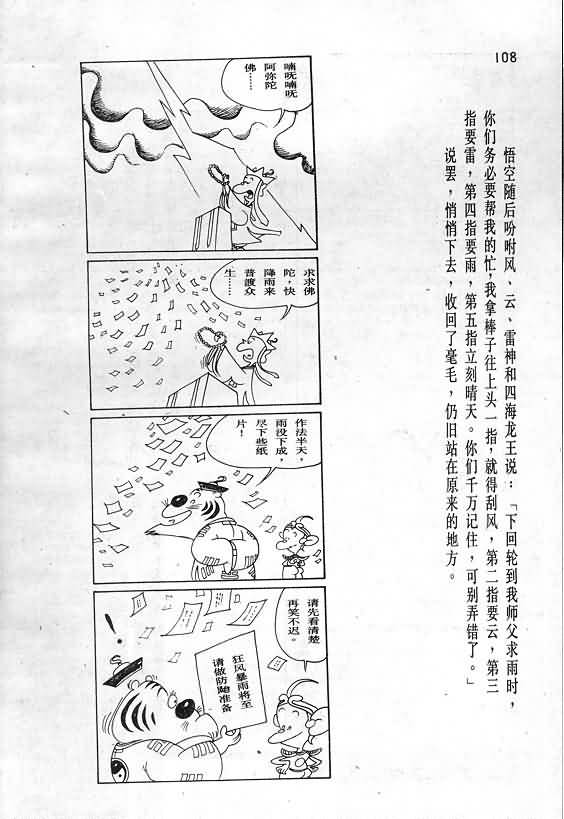 108
悟空随后吩咐风、云、雷神和四海龙王说：「下回轮到我师父求雨时，
你们务必要帮我的忙，我拿棒子往上头一指，就得刮风，第二指要云，第三
指要雷，第四指要雨，第五指立刻晴天。你们千万记住，可别弄错了。」
说罢，悄悄下去，收回了毫毛，仍旧站在原来的地方。
喃呒喃呒
阿弥陀
佛……
求求佛
陀，快
降雨来
普渡众
生……
作法半天，
雨没下成，
尽下些纸
片！
请先看清楚
再笑不迟。
！
狂风暴雨将至
请做防飏准备